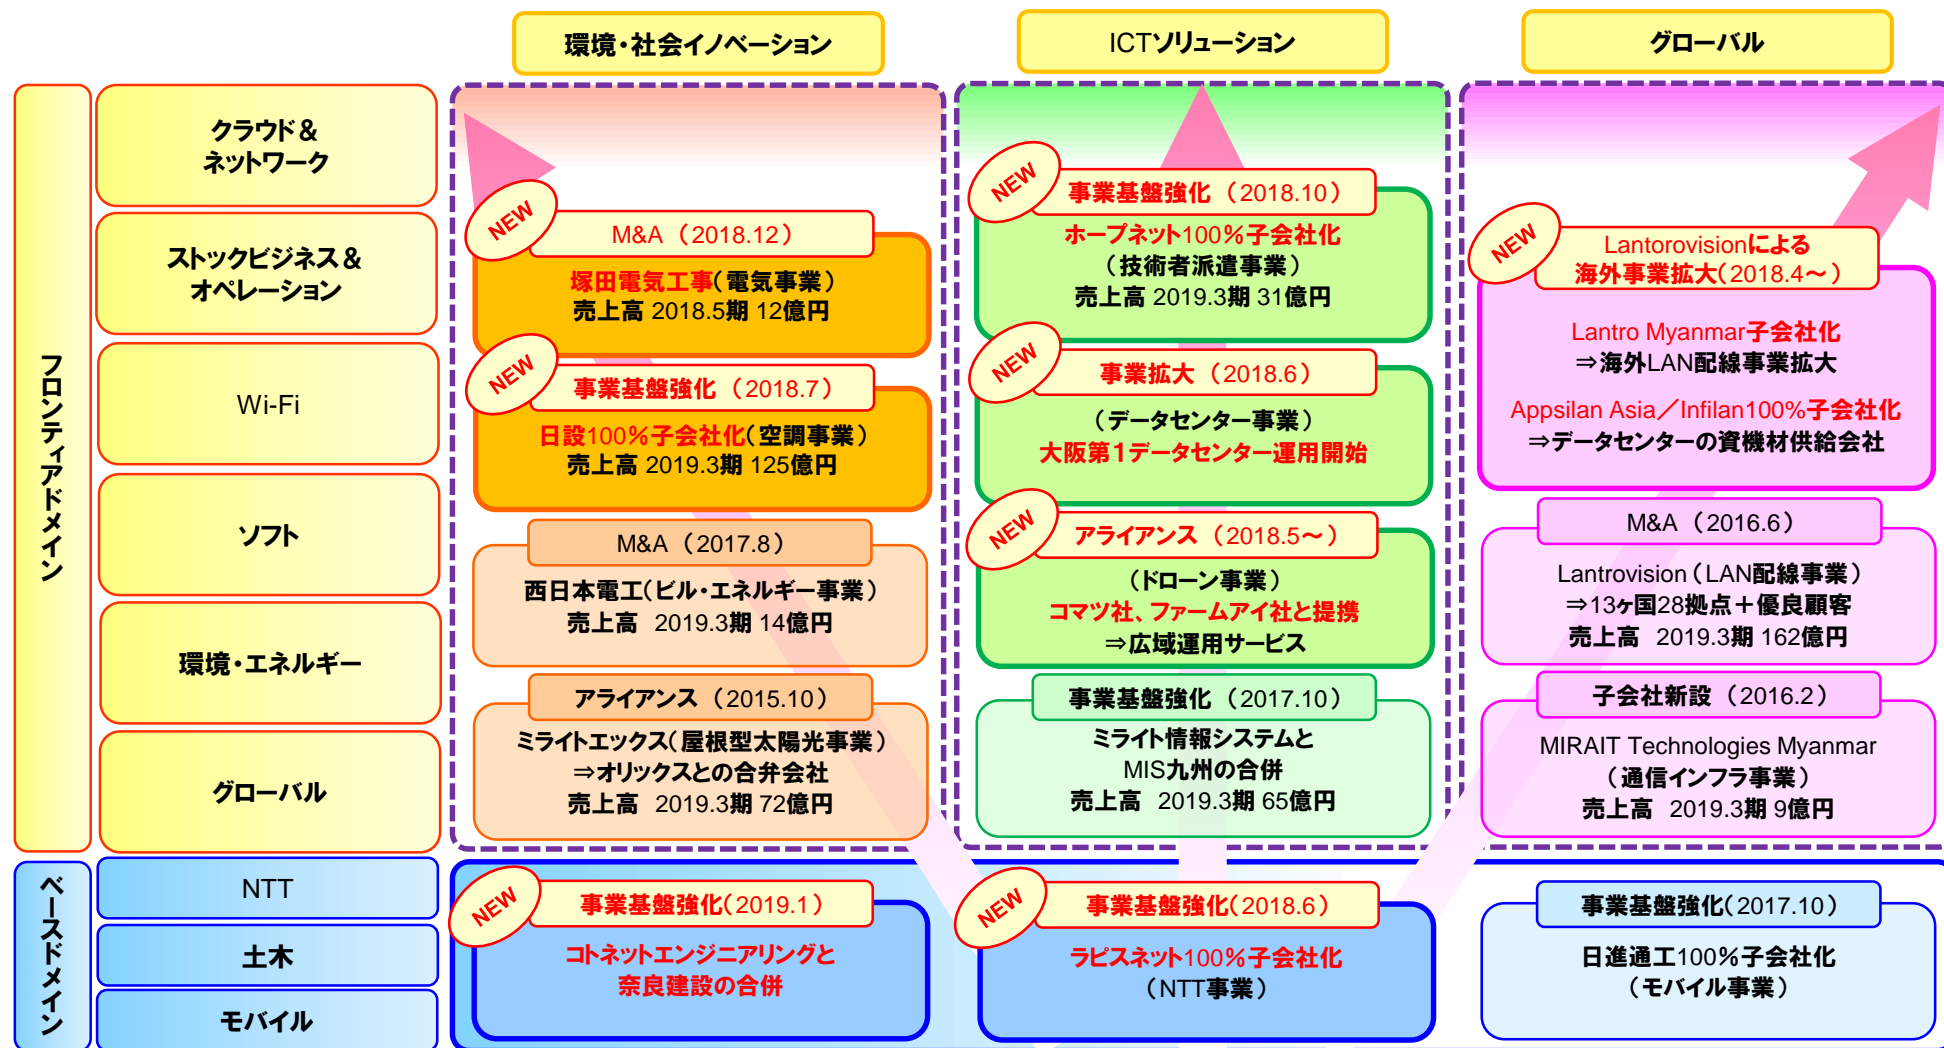 環境・社会イノベーション
ICTソリューション
グローバル
フロンティアドメイン
クラウド＆
ネットワーク
ストックビジネス＆
オペレーション
Wi-Fi
ソフト
環境・エネルギー
グローバル
NEW
M&A （2018.12）
塚田電気工事（電気事業）
売上高 2018.5期 12億円
NEW
事業基盤強化 （2018.7）
日設100％子会社化（空調事業）
売上高 2019.3期 125億円
M&A （2017.8）
西日本電工（ビル・エネルギー事業）
売上高 2019.3期 14億円
アライアンス （2015.10）
ミライトエックス（屋根型太陽光事業）
⇒オリックスとの合弁会社
売上高 2019.3期 72億円
NEW
事業基盤強化 （2018.10）
ホープネット100％子会社化
（技術者派遣事業）
売上高 2019.3期 31億円
NEW
事業拡大 （2018.6）
（データセンター事業）
大阪第1データセンター運用開始
NEW
アライアンス （2018.5～）
（ドローン事業）
コマツ社、ファームアイ社と提携
⇒広域運用サービス
事業基盤強化 （2017.10）
ミライト情報システムと
MIS九州の合併
売上高 2019.3期 65億円
NEW
Lantorovisionによる
海外事業拡大（2018.4～）
Lantro Myanmar子会社化
⇒海外LAN配線事業拡大
Appsilan Asia／Infilan100%子会社化
⇒データセンターの資機材供給会社
M&A （2016.6）
Lantrovision（LAN配線事業）
⇒13ヶ国28拠点＋優良顧客
売上高 2019.3期 162億円
子会社新設 （2016.2）
MIRAIT Technologies Myanmar
（通信インフラ事業）
売上高 2019.3期 9億円
ベースドメイン
NTT
土木
モバイル
NEW
事業基盤強化（2019.1）
コトネットエンジニアリングと
奈良建設の合併
NEW
事業基盤強化（2018.6）
ラピスネット100％子会社化
（NTT事業）
事業基盤強化（2017.10）
日進通工100％子会社化
（モバイル事業）